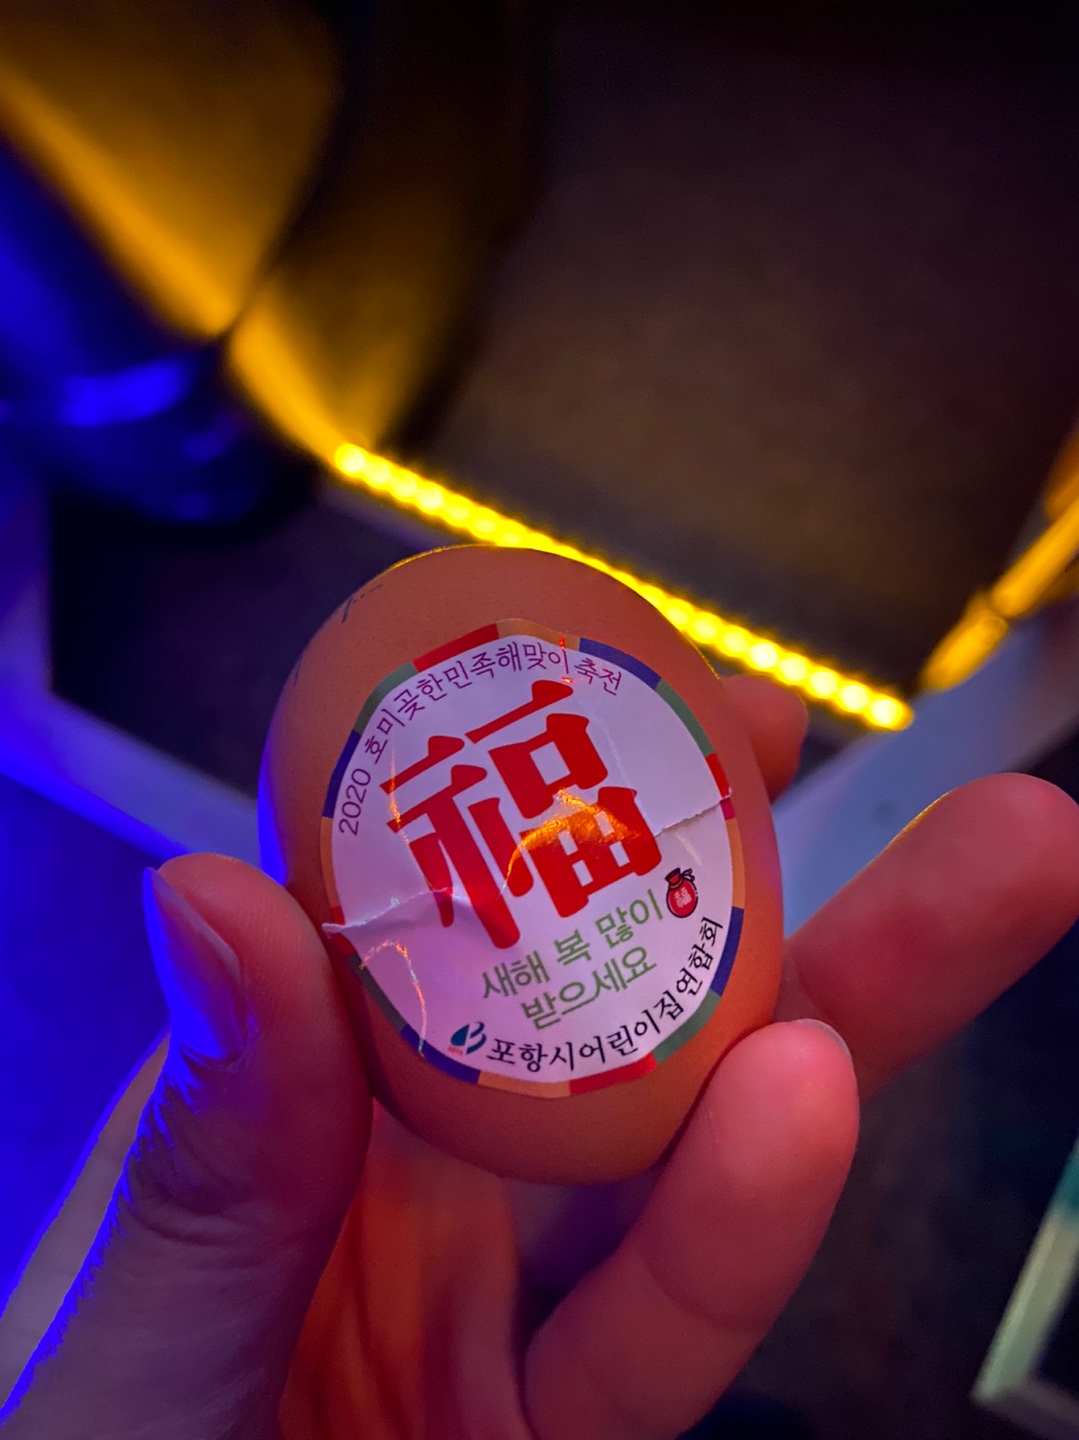 2020 호미곶한민족해맞이축전
福
새해 복 많이
받으세요
포항시어린이집연합회